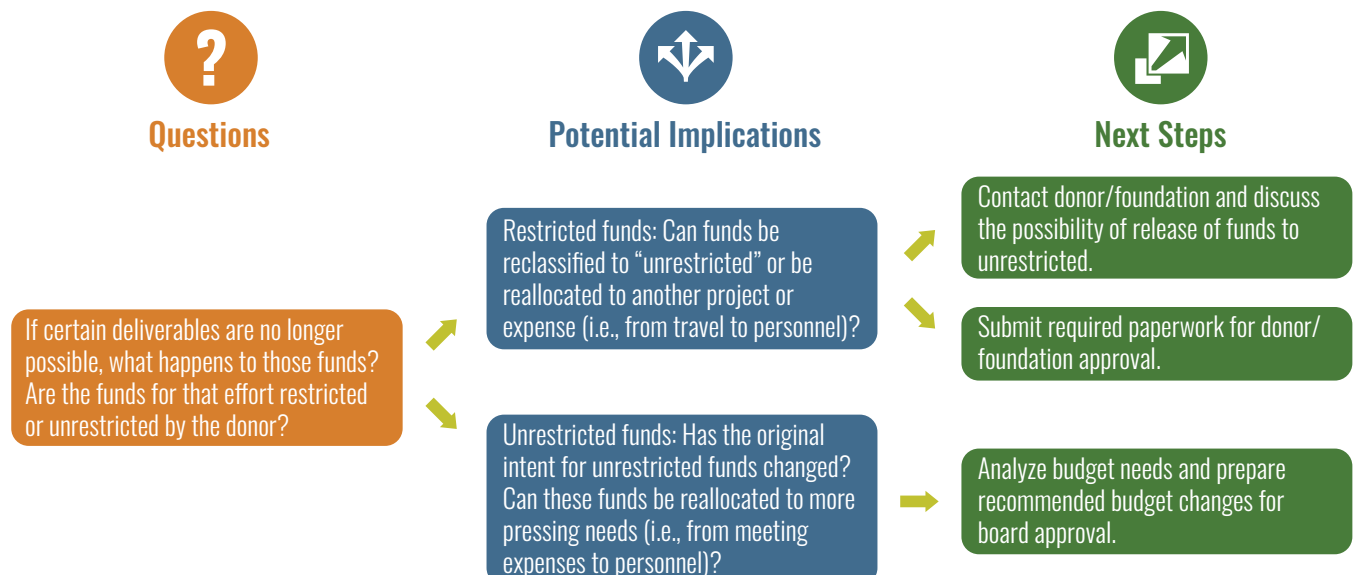 ?
Questions
Potential Implications
Next Steps
If certain deliverables are no longer
possible, what happens to those funds?
Are the funds for that effort restricted
or unrestricted by the donor?
Restricted funds: Can funds be
reclassified to “unrestricted” or be
reallocated to another project or
expense (i.e., from travel to personnel)?
Unrestricted funds: Has the original
intent for unrestricted funds changed?
Can these funds be reallocated to more
pressing needs (i.e., from meeting
expenses to personnel)?
Contact donor/foundation and discuss
the possibility of release of funds to
unrestricted.
Submit required paperwork for donor/
foundation approval.
Analyze budget needs and prepare
recommended budget changes for
board approval.